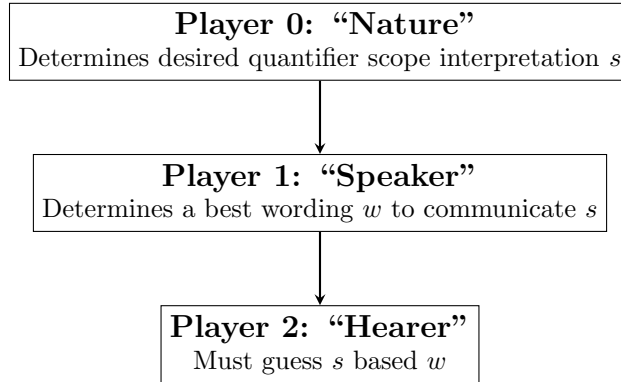 Player 0: “Nature”
Determines desired quantifier scope interpretation s
Player 1: “Speaker”
Determines a best wording w to communicate s
Player 2: “Hearer”
Must guess s based w